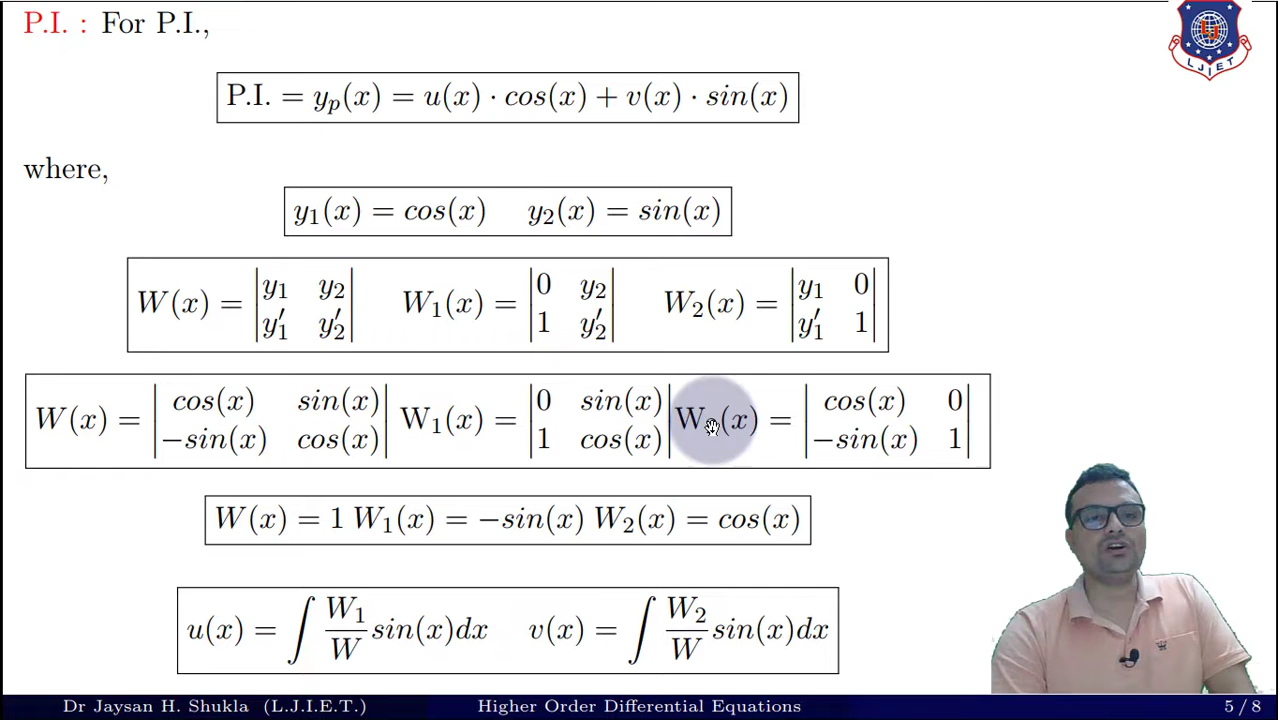 P.I. : For P.I.,
P.I. = y_p(x) = u(x) · cos(x) + v(x) · sin(x)
where,
y_1(x) = cos(x) y_2(x) = sin(x)
W(x) = |y_1 y_2; y_1′ y_2′| W_1(x) = |0 y_2; 1 y_2′| W_2(x) = |y_1 0; y_1′ 1|
W(x) = |cos(x) sin(x); −sin(x) cos(x)| W_1(x) = |0 sin(x); 1 cos(x)| W (x) = |cos(x) 0; −sin(x) 1|
W(x) = 1 W_1(x) = −sin(x) W_2(x) = cos(x)
u(x) = ∫ W_1/W sin(x)dx v(x) = ∫ W_2/W sin(x)dx
LJIET
Dr Jaysan H. Shukla (L.J.I.E.T.) Higher Order Differential Equations 5 / 8